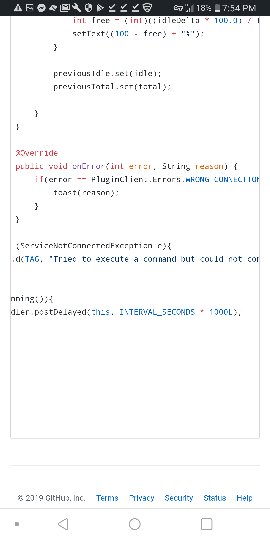 18% 7:54 PM
int free = (int)((idleDelta * 100.0) / t
setText((100 - free) + "%");
}
previousIdle.set(idle);
previousTotal.set(total);
}
}
@Override
public void onError(int error, String reason) {
if(error == PluginClient.Errors.WRONG_CONNECTION
toast(reason);
}
}
(ServiceNotConnectedException e){
.d(TAG, "Tried to execute a command but could not con
nning()){
dler.postDelayed(this, INTERVAL_SECONDS * 1000L);
© 2019 GitHub, Inc. Terms Privacy Security Status Help